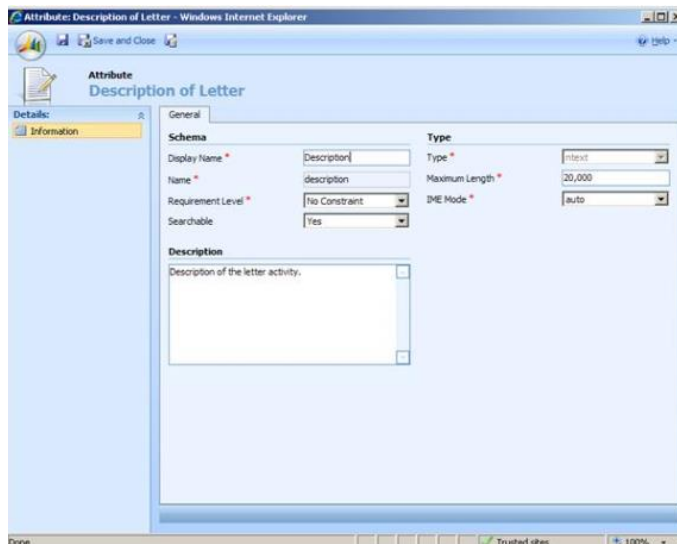 Attribute: Description of Letter - Windows Internet Explorer
Save and Close
Help
Attribute
Description of Letter
Details:
Information
General
Schema
Type
Display Name * Description
Type * ntext
Name * description
Maximum Length * 20,000
Requirement Level * No Constraint
IME Mode * auto
Searchable Yes
Description
Description of the letter activity.
Done
Trusted sites
100%